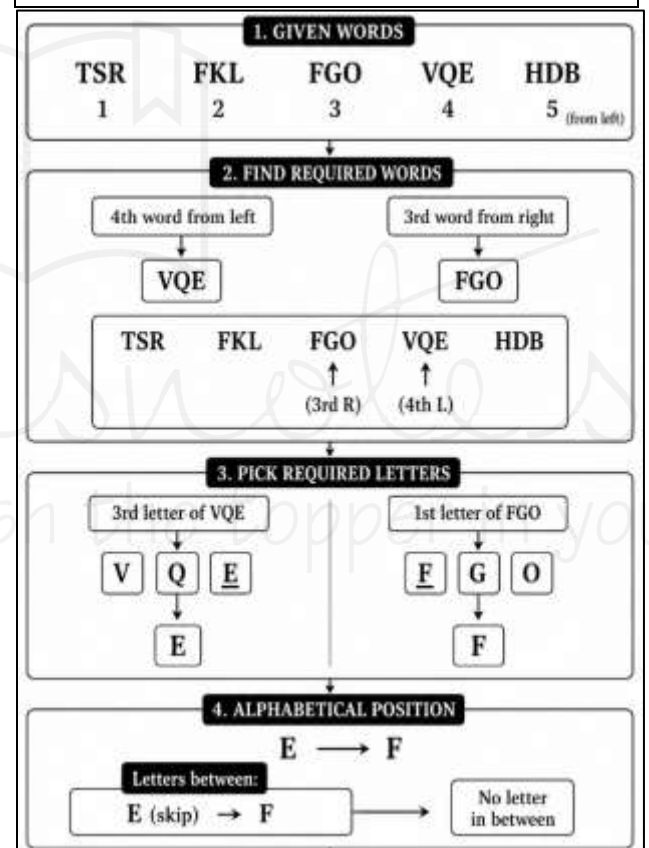 1. GIVEN WORDS
TSR FKL FGO VQE HDB
1 2 3 4 5 (from left)
2. FIND REQUIRED WORDS
4th word from left 3rd word from right
VQE FGO
TSR FKL FGO VQE HDB
↑ ↑
(3rd R) (4th L)
3. PICK REQUIRED LETTERS
3rd letter of VQE 1st letter of FGO
V Q E F G O
E F
4. ALPHABETICAL POSITION
E → F
Letters between:
E (skip) → F No letter
in between